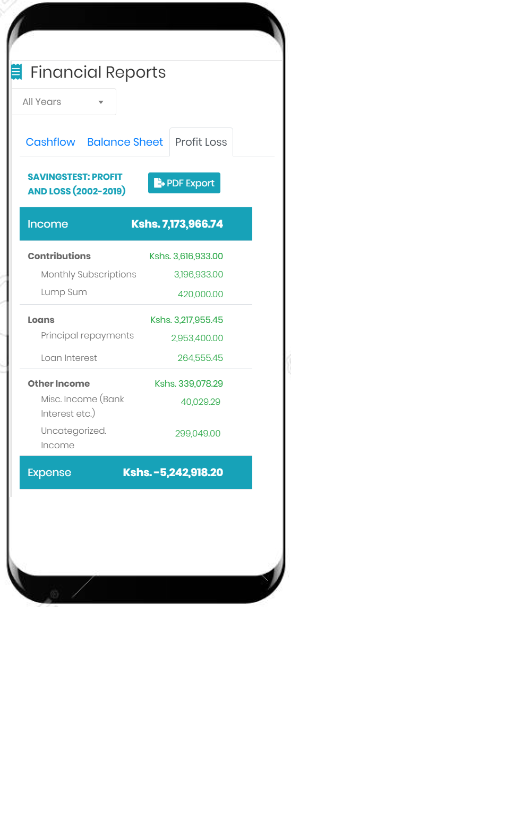 Financial Reports
All Years
Cashflow Balance Sheet Profit Loss
SAVINGSTEST: PROFIT
AND LOSS (2002-2019)
PDF Export
Income Kshs. 7,173,966.74
Contributions Kshs. 3,616,933.00
Monthly Subscriptions 3,196,933.00
Lump Sum 420,000.00
Loans Kshs. 3,217,955.45
Principal repayments 2,953,400.00
Loan Interest 264,555.45
Other Income Kshs. 339,078.29
Misc. Income (Bank
Interest etc.) 40,029.29
Uncategorized.
Income 299,049.00
Expense Kshs. -5,242,918.20